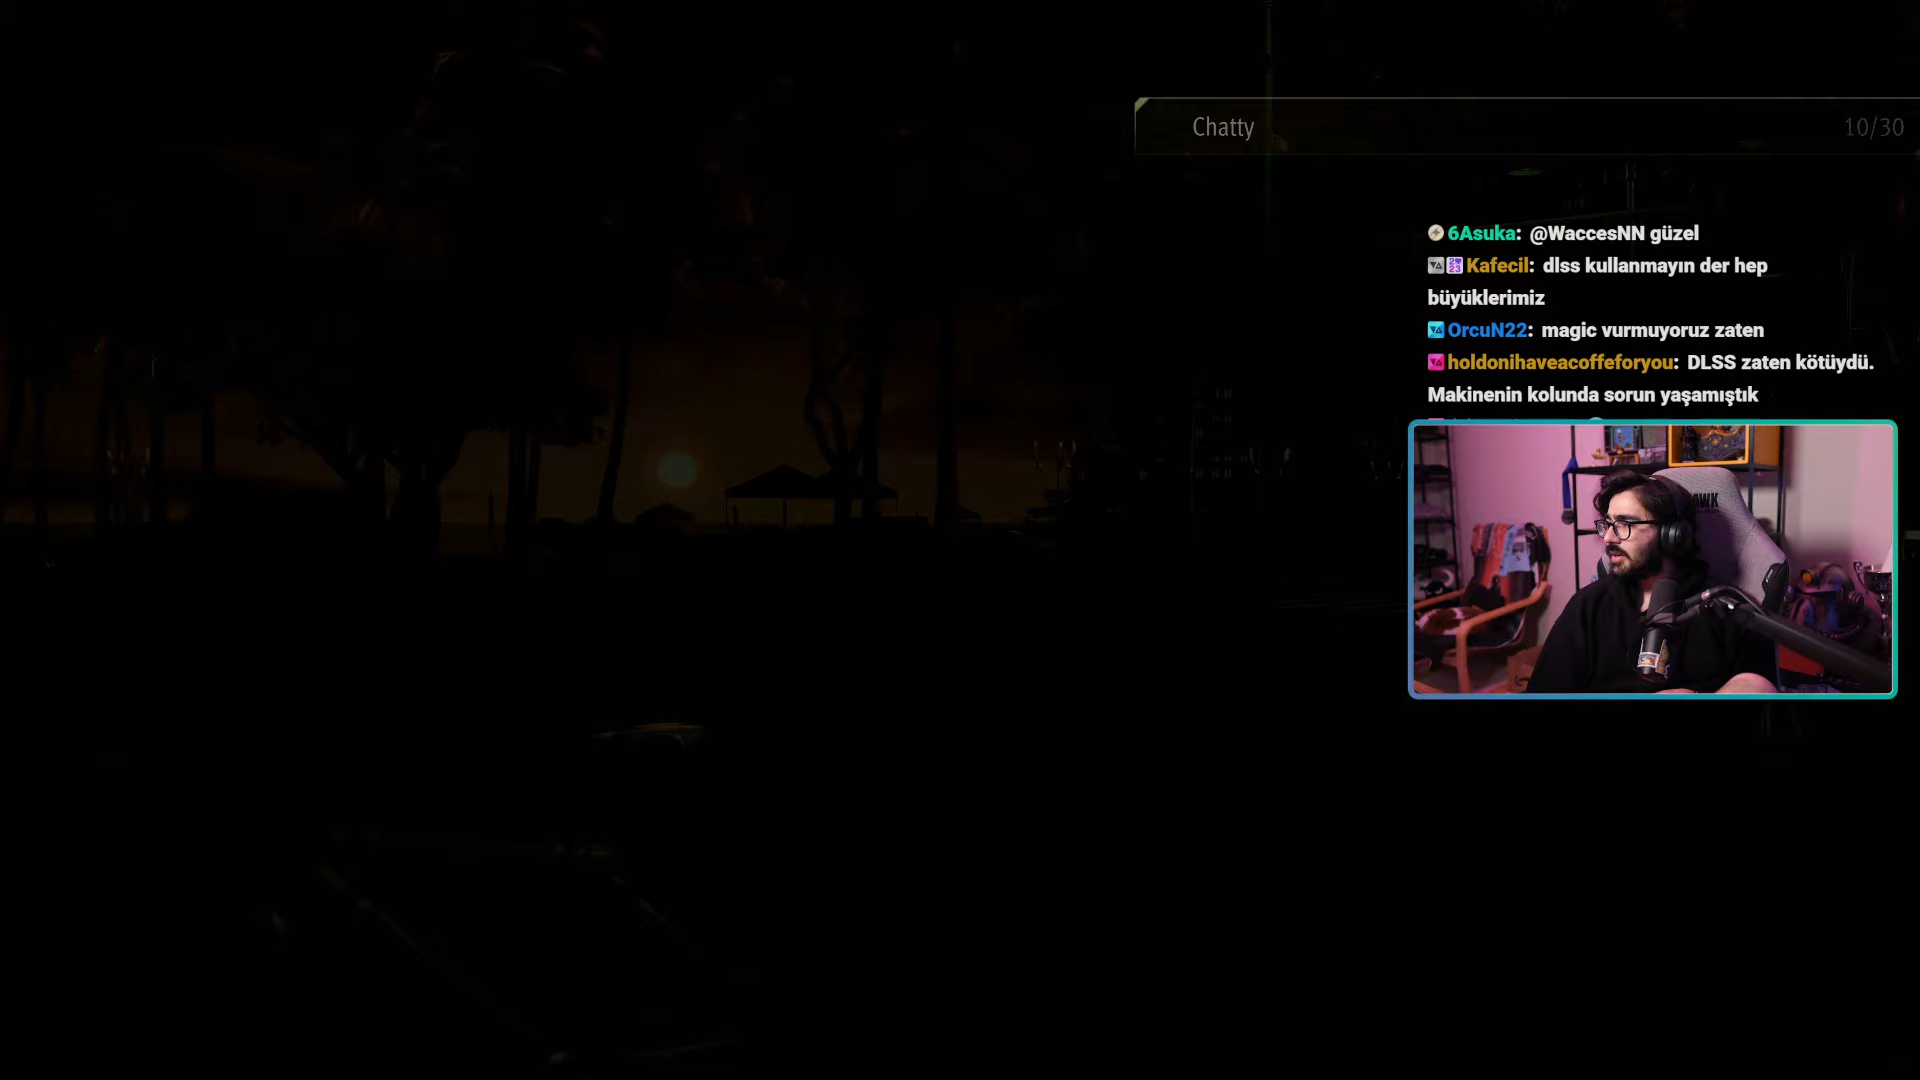 Chatty
10/30
6Asuka: @WaccesNN güzel
Kafecil: dlss kullanmayın der hep
büyüklerimiz
OrcuN22: magic vurmuyoruz zaten
holdonihaveacoffeforyou: DLSS zaten kötüydü.
Makinenin kolunda sorun yaşamıştık